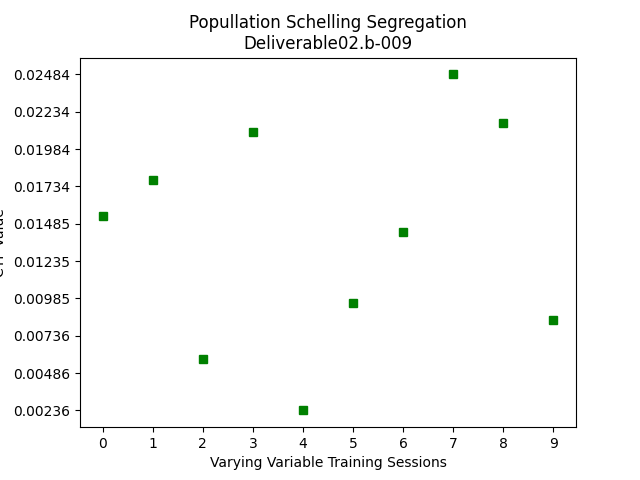 Popullation Schelling Segregation
Deliverable02.b-009
0.02484
0.02234
0.01984
0.01734
0.01485
0.01235
0.00985
0.00736
0.00486
0.00236
0 1 2 3 4 5 6 7 8 9
Varying Variable Training Sessions